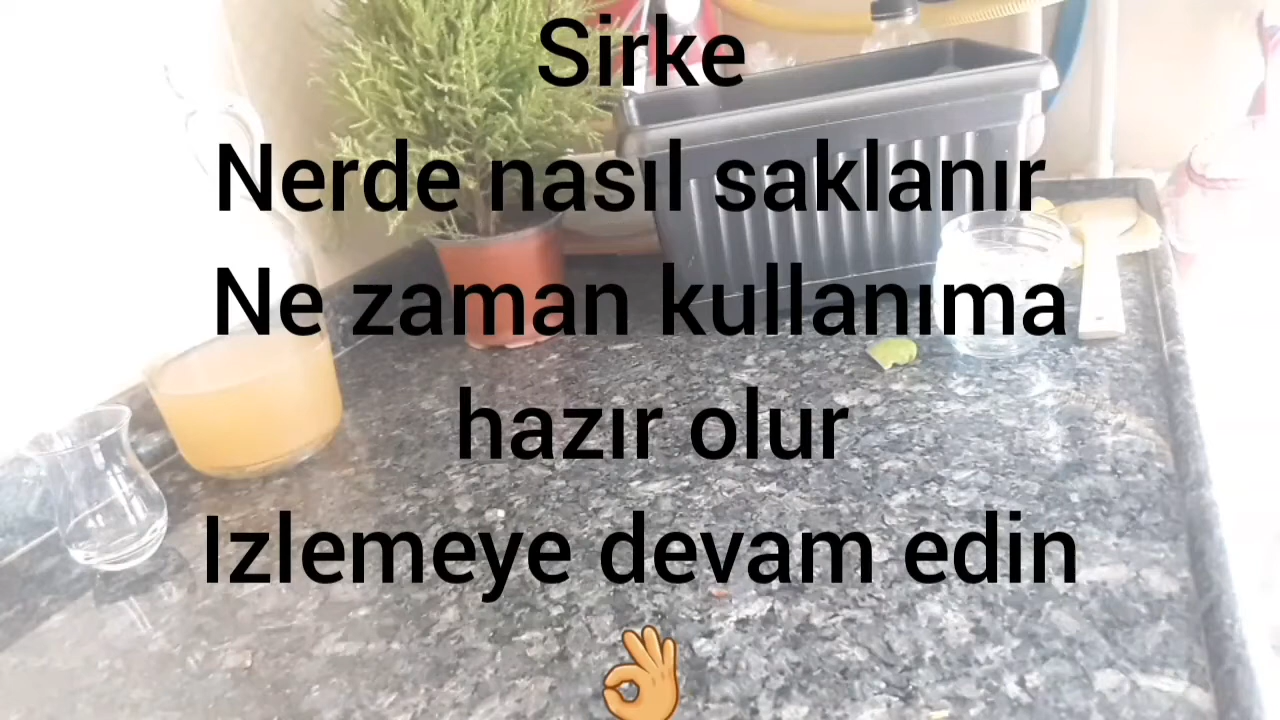 Sirke
Nerde nasıl saklanır
Ne zaman kullanıma
hazır olur
Izlemeye devam edin
👌